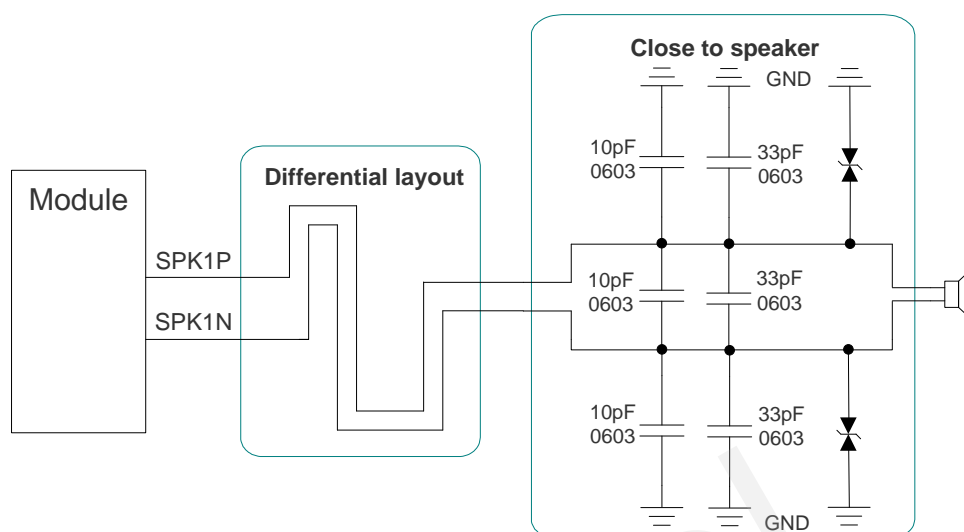 Close to speaker
GND
10pF
0603
33pF
0603
Differential layout
Module
SPK1P
SPK1N
10pF
0603
33pF
0603
10pF
0603
33pF
0603
GND